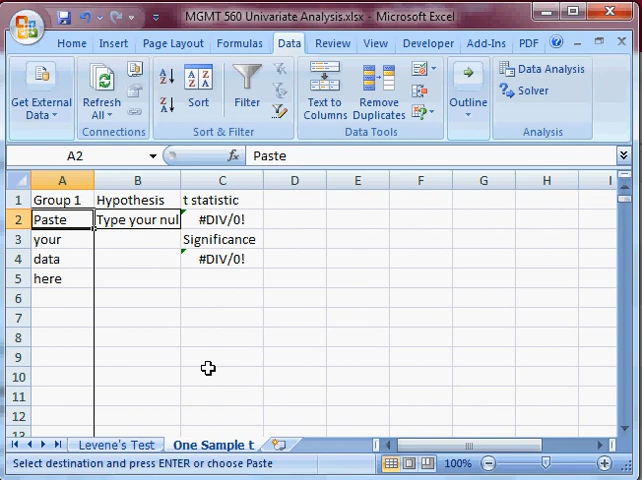 MGMT 560 Univariate Analysis.xlsx - Microsoft Excel
Home Insert Page Layout Formulas Data Review View Developer Add-Ins PDF
Get External Data
Refresh All
Connections
Sort
Filter
Sort & Filter
Text to Columns
Remove Duplicates
Data Tools
Outline
Data Analysis
Solver
Analysis
A2 fx Paste
A B C D E F G H I
1 Group 1 Hypothesis t statistic
2 Paste Type your nul #DIV/0!
3 your Significance
4 data #DIV/0!
5 here
6
7
8
9
10
11
12
13
Levene's Test One Sample t
Select destination and press ENTER or choose Paste 100%